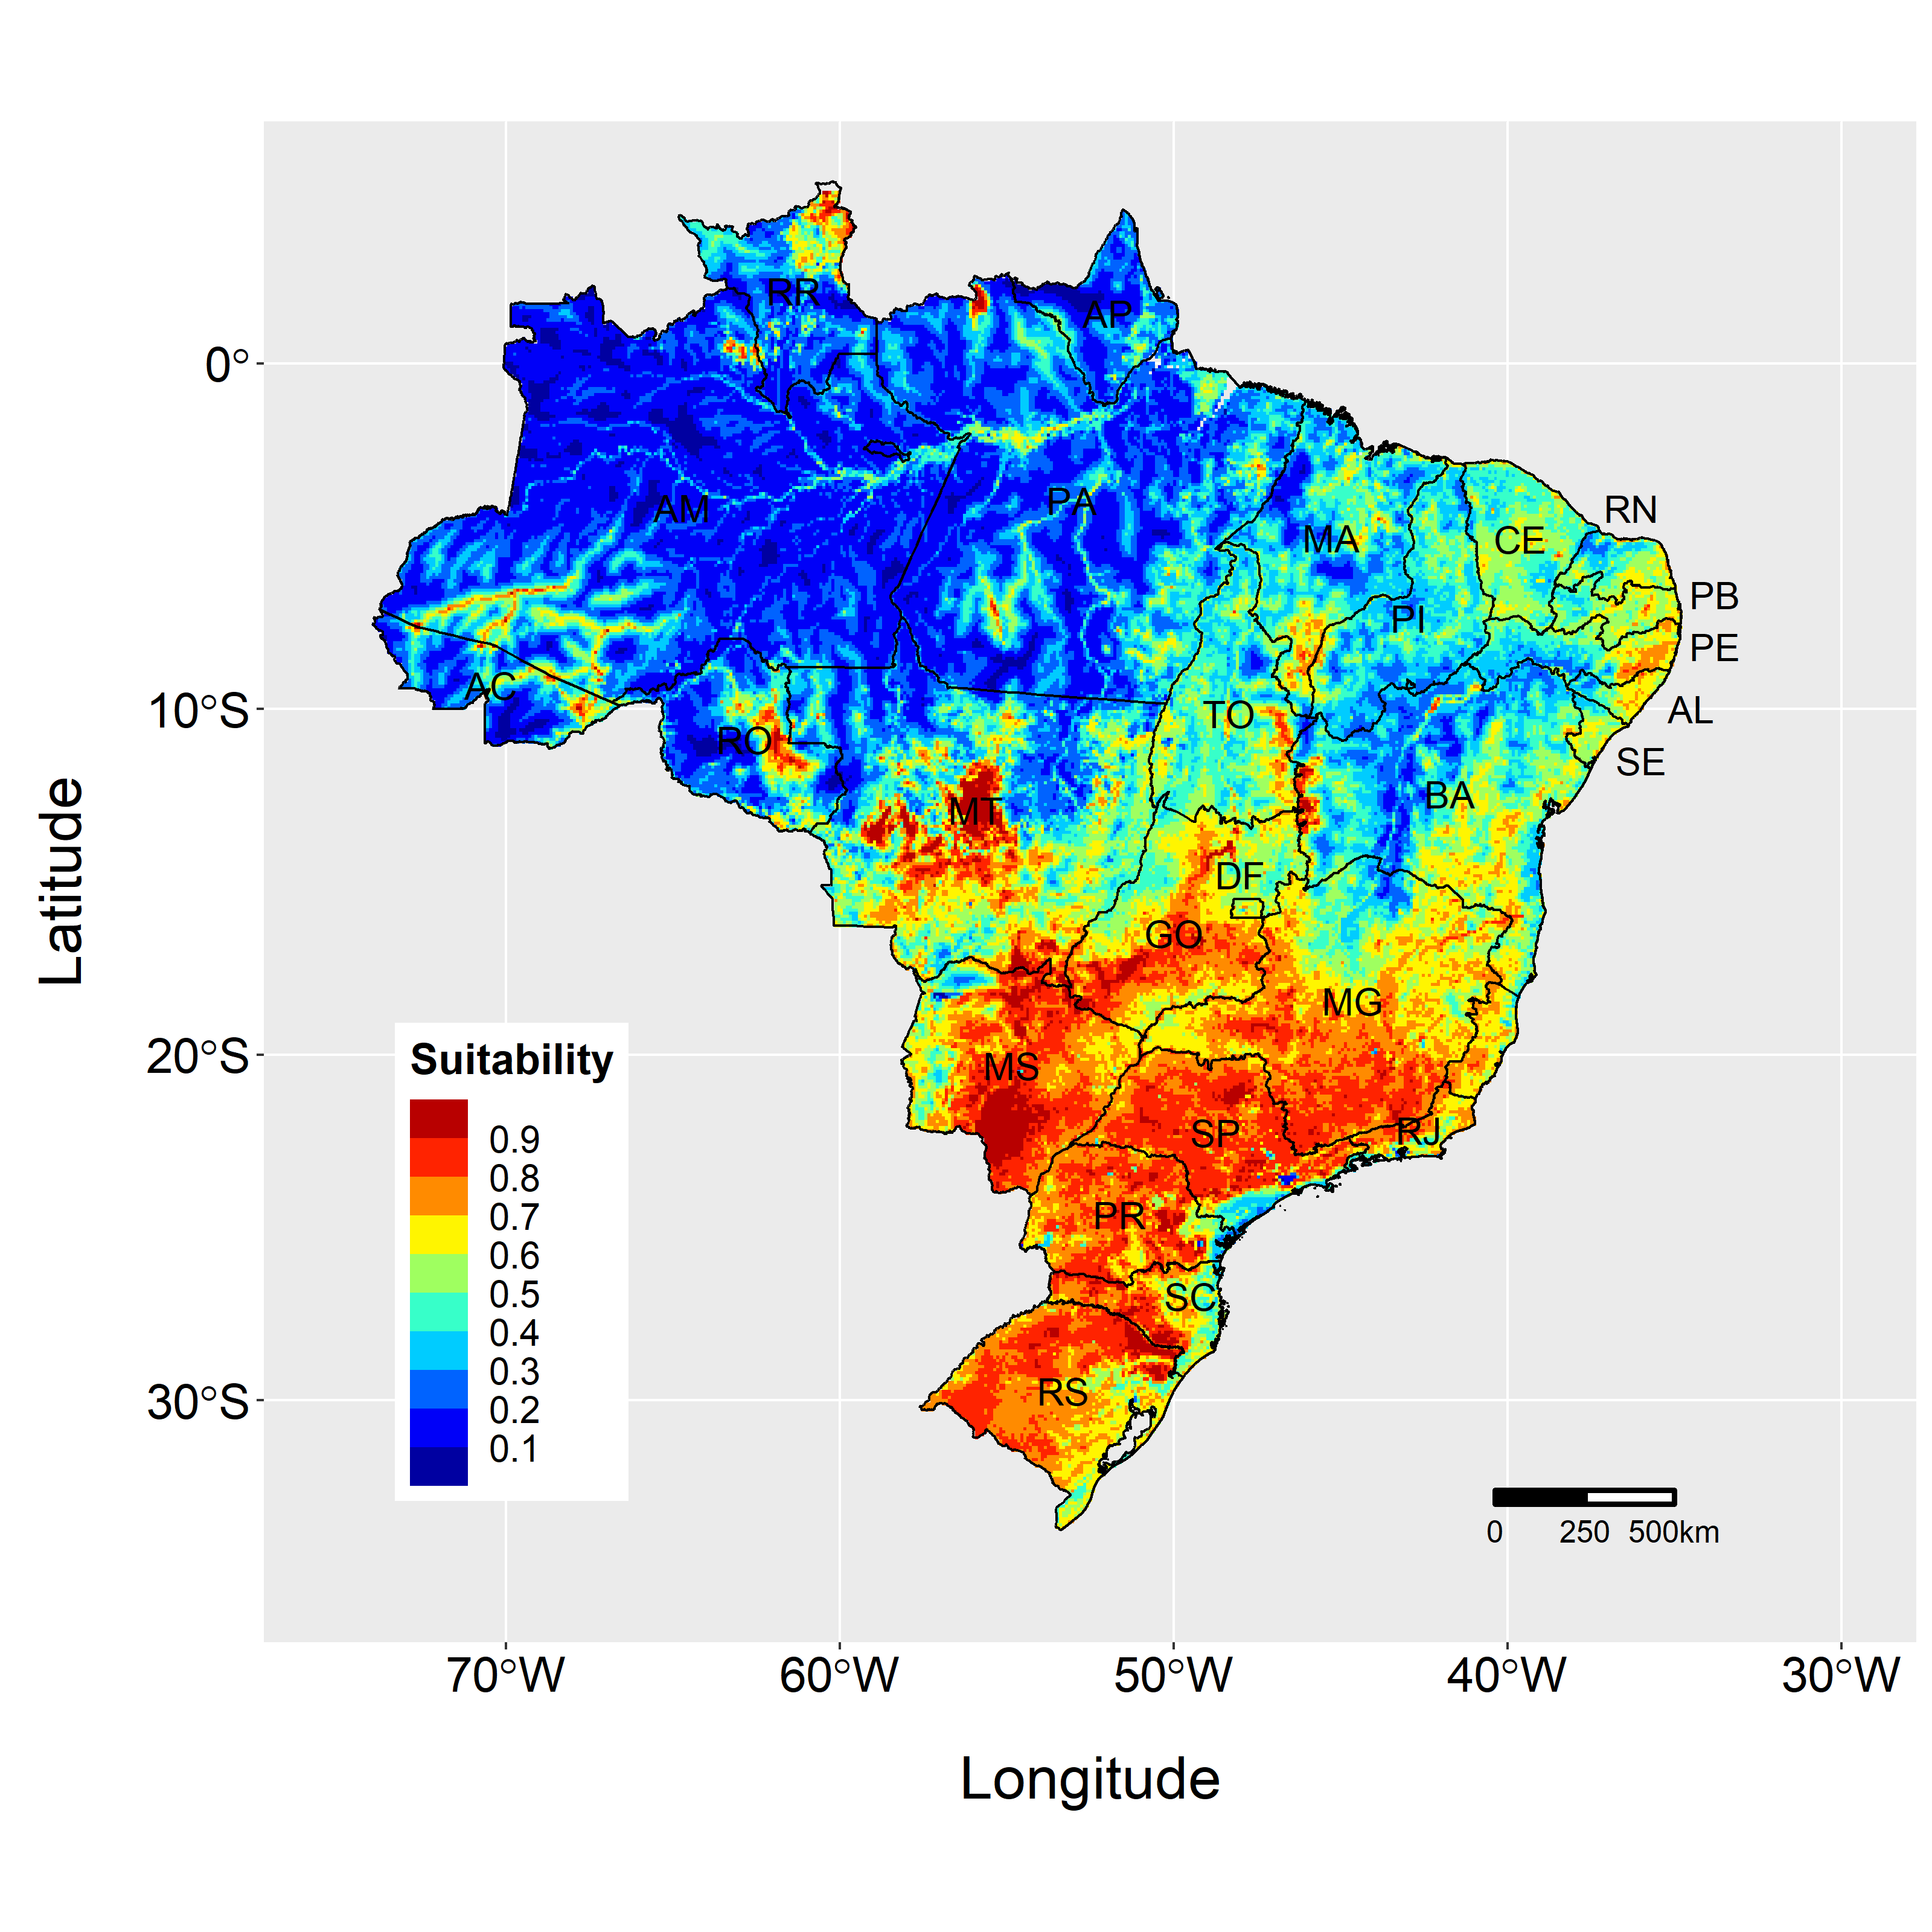 RR
AP
0°
AM
PA
RN
MA
CE
PB
PI
PE
AC
10°S
TO
AL
RO
SE
MT
BA
DF
Latitude
GO
MG
20°S
MS
Suitability
0.9
SP
RJ
0.8
0.7
PR
0.6
0.5
SC
0.4
0.3
30°S
RS
0.2
0.1
0 250 500km
70°W 60°W 50°W 40°W 30°W
Longitude